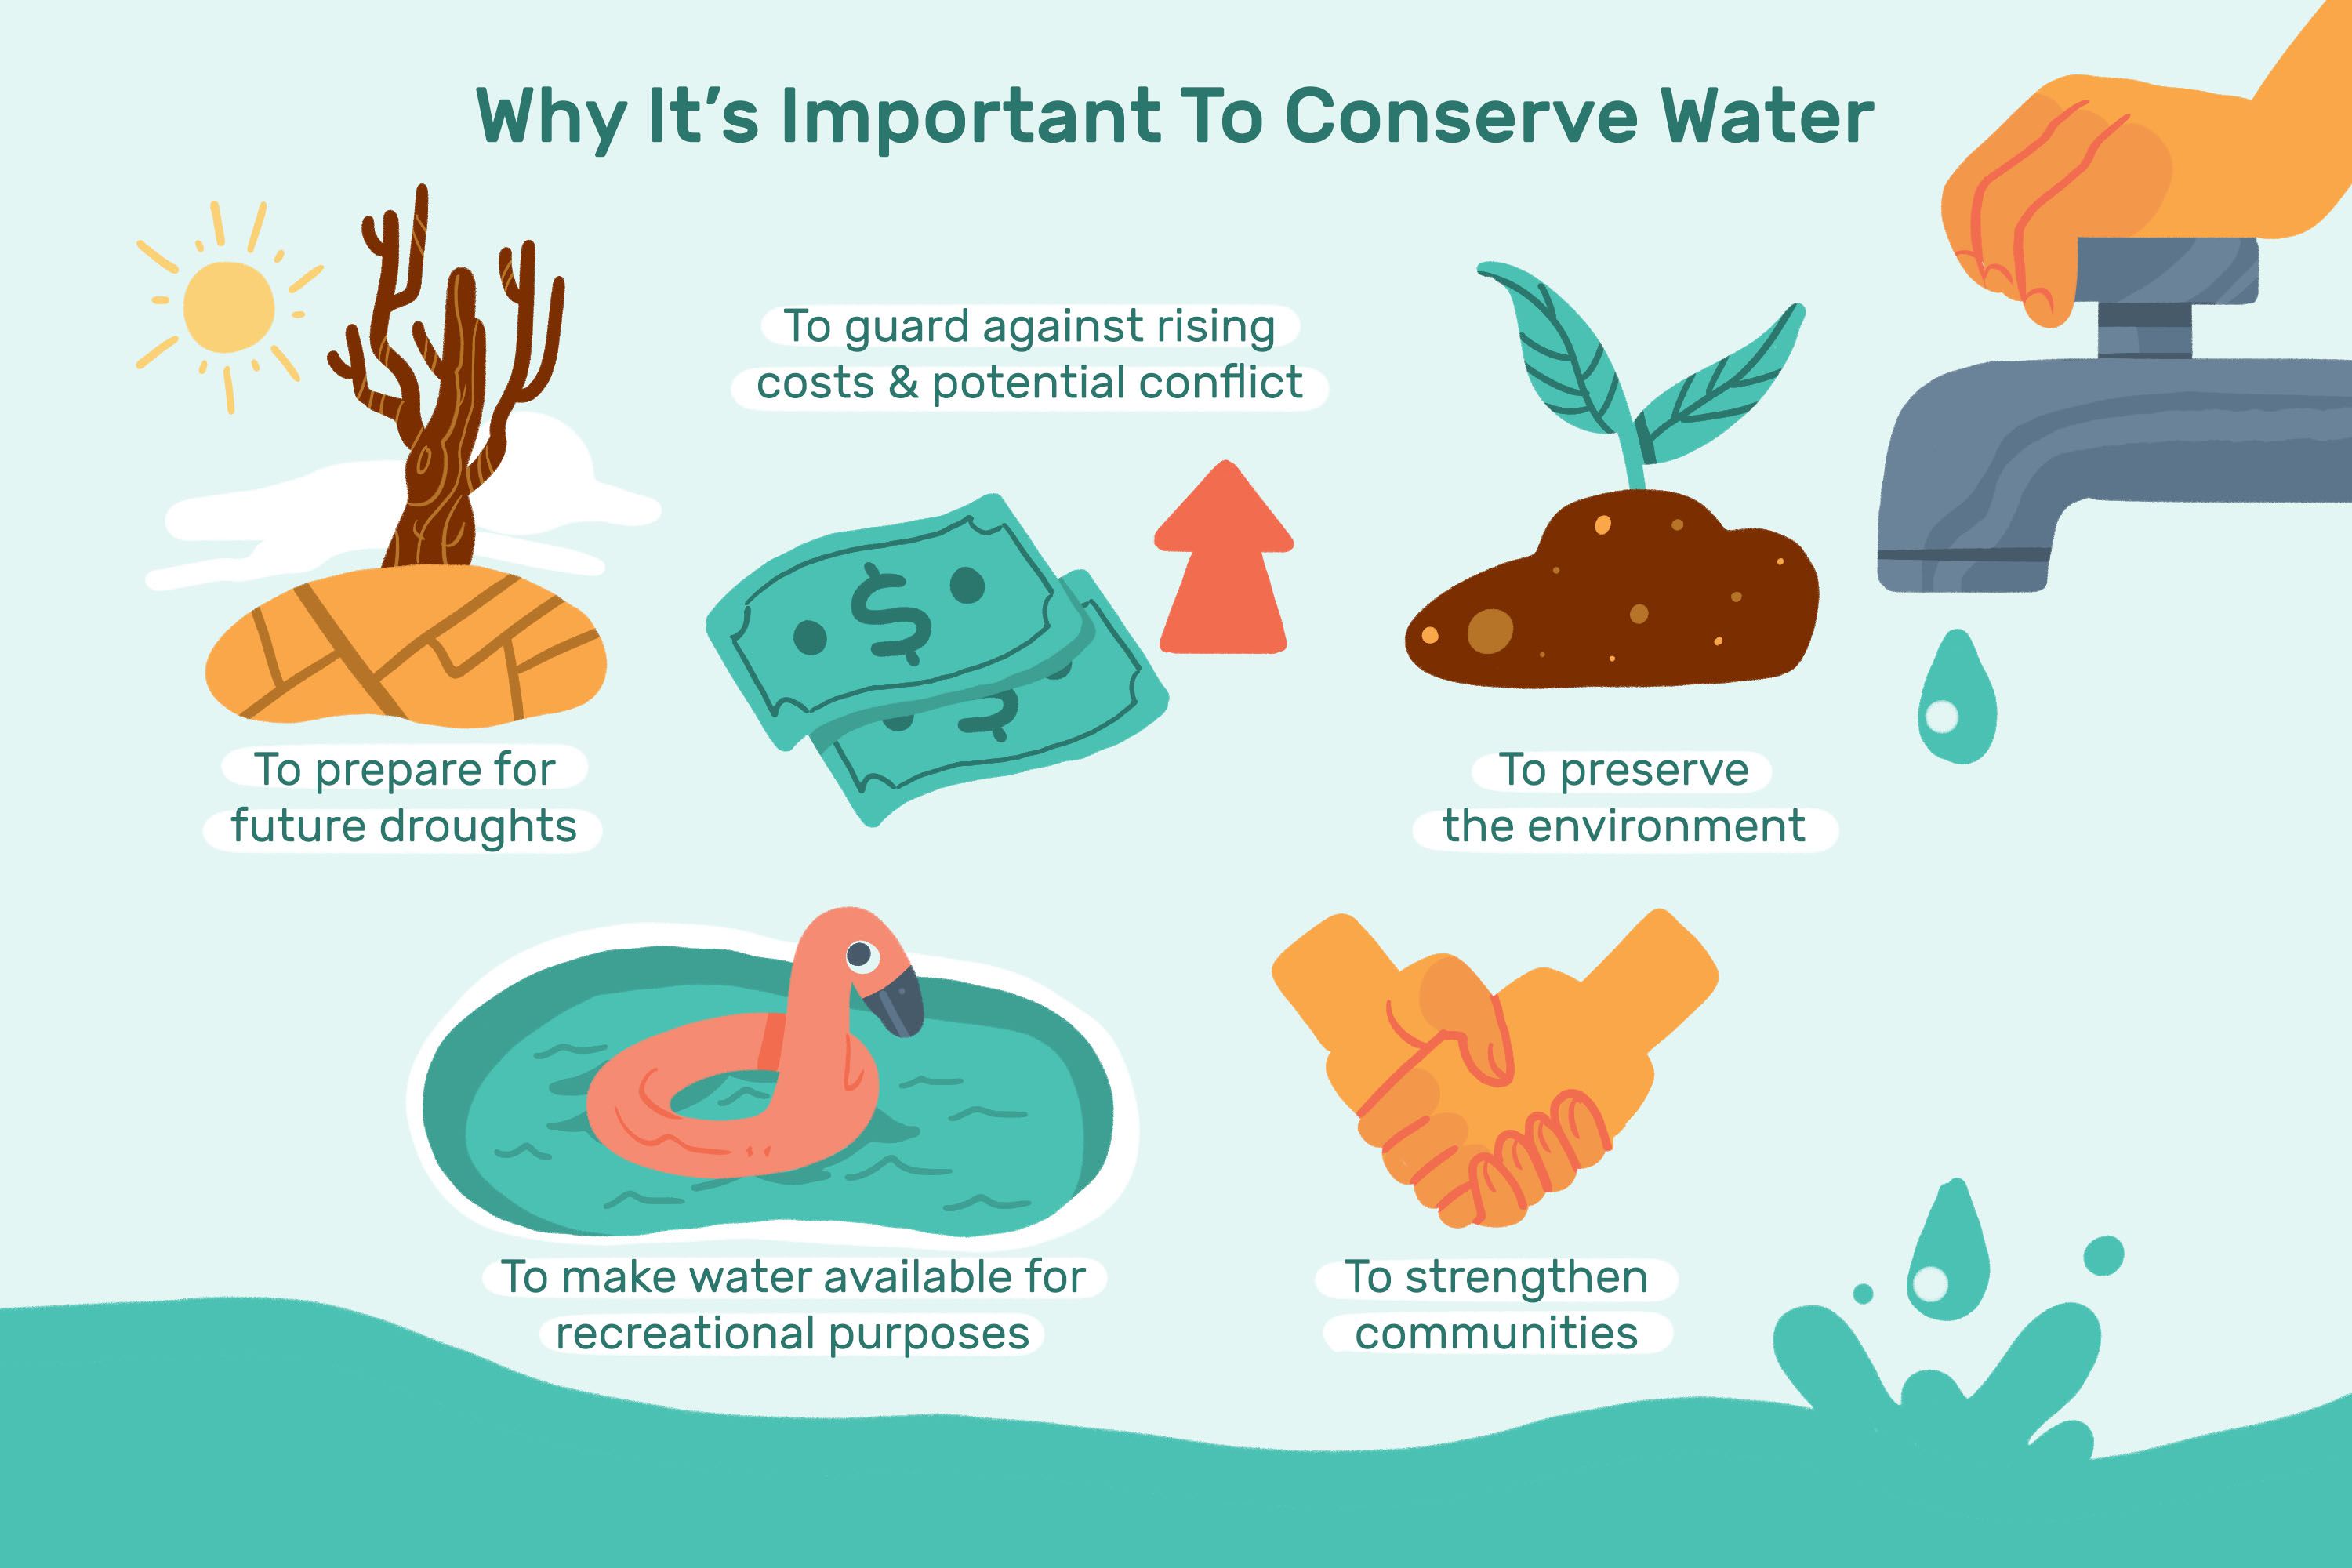 Why It’s Important To Conserve Water
To guard against rising
costs & potential conflict
To prepare for
future droughts
To preserve
the environment
To make water available for
recreational purposes
To strengthen
communities